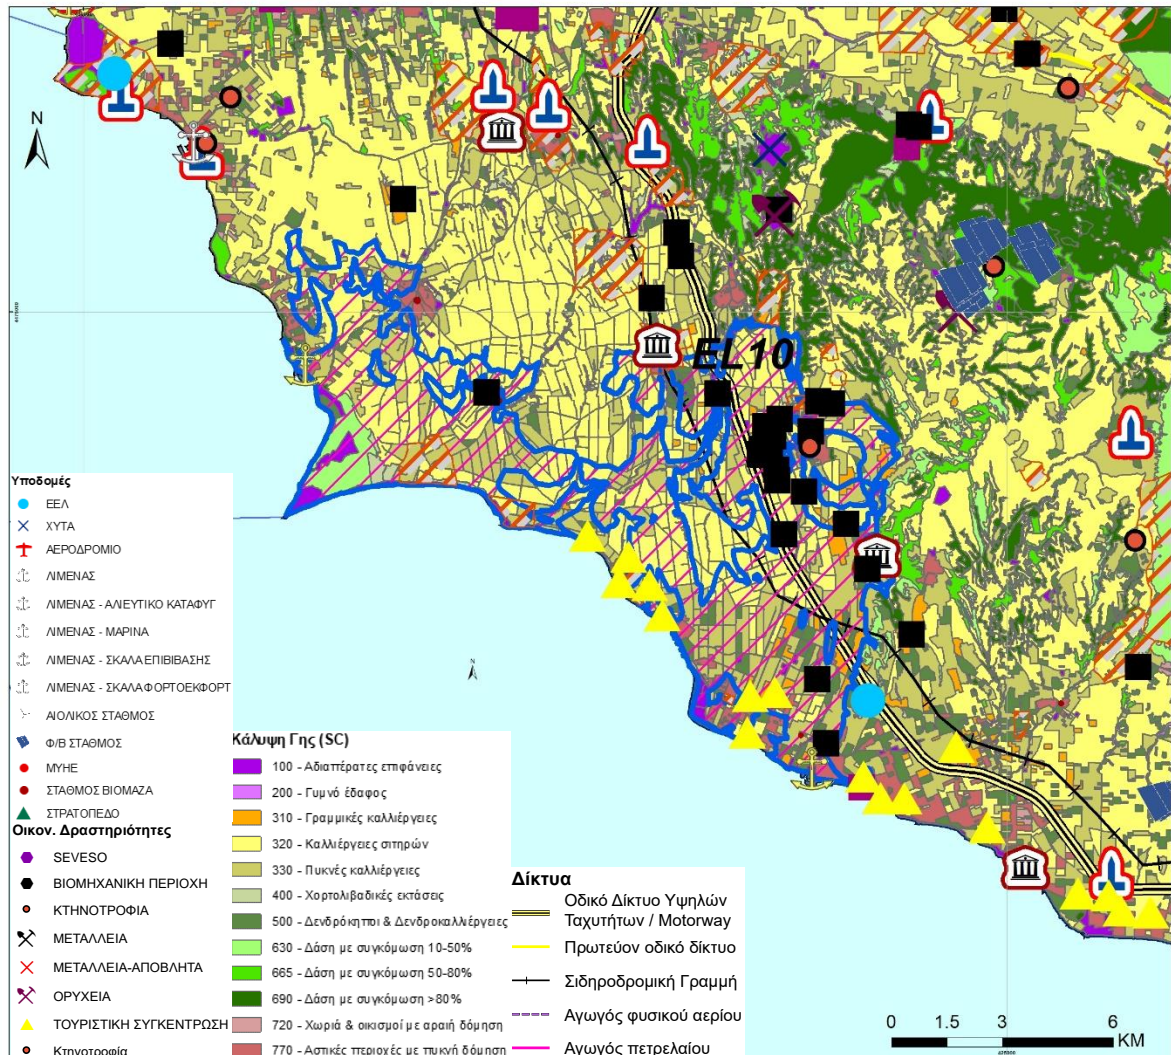 N
EL 10
N
Υποδομές
ΕΕΛ
ΧΥΤΑ
ΑΕΡΟΔΡΟΜΙΟ
ΛΙΜΕΝΑΣ
ΛΙΜΕΝΑΣ - ΑΛΙΕΥΤΙΚΟ ΚΑΤΑΦΥΓ
ΛΙΜΕΝΑΣ - ΜΑΡΙΝΑ
ΛΙΜΕΝΑΣ - ΣΚΑΛΑ ΕΠΙΒΙΒΑΣΗΣ
ΛΙΜΕΝΑΣ - ΣΚΑΛΑ ΦΟΡΤΟΕΚΦΟΡΤ
ΑΙΟΛΙΚΟΣ ΣΤΑΘΜΟΣ
Φ/Β ΣΤΑΘΜΟΣ
ΜΥΗΕ
ΣΤΑΘΜΟΣ ΒΙΟΜΑΖΑ
ΣΤΡΑΤΟΠΕΔΟ
Οικον. Δραστηριότητες
SEVESO
ΒΙΟΜΗΧΑΝΙΚΗ ΠΕΡΙΟΧΗ
ΚΤΗΝΟΤΡΟΦΙΑ
ΜΕΤΑΛΛΕΙΑ
ΜΕΤΑΛΛΕΙΑ-ΑΠΟΒΛΗΤΑ
ΟΡΥΧΕΙΑ
ΤΟΥΡΙΣΤΙΚΗ ΣΥΓΚΕΝΤΡΩΣΗ
Κτηνοτροφία
Κάλυψη Γης (SC)
100 - Αδιαπέρατες επιφάνειες
200 - Γυμνό έδαφος
310 - Γραμμικές καλλιέργειες
320 - Καλλιέργειες σιτηρών
330 - Πυκνές καλλιέργειες
400 - Χορτολιβαδικές εκτάσεις
500 - Δενδρόκηποι & Δενδροκαλλιέργειες
630 - Δάση με συγκόμωση 10-50%
665 - Δάση με συγκόμωση 50-80%
690 - Δάση με συγκόμωση >80%
720 - Χωριά & οικισμοί με αραιή δόμηση
770 - Αστικές περιοχές με πυκνή δόμηση
Δίκτυα
Οδικό Δίκτυο Υψηλών
Ταχυτήτων / Motorway
Πρωτεύον οδικό δίκτυο
Σιδηροδρομική Γραμμή
Αγωγός φυσικού αερίου
Αγωγός πετρελαίου
0 1.5 3 6
KM